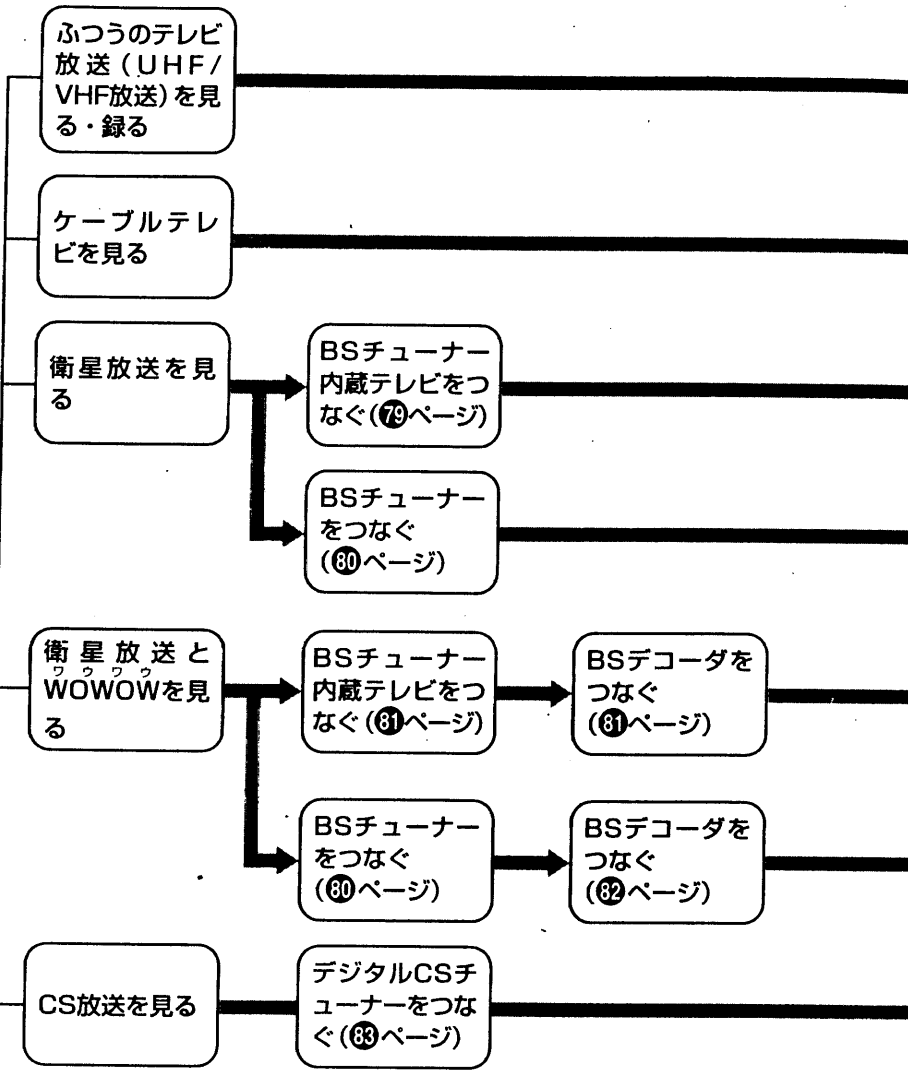 ふつうのテレビ
放送(UHF/
VHF放送)を見
る・録る
ケーブルテレ
ビを見る
衛星放送を見
る
BSチューナー
内蔵テレビをつ
なぐ(79ページ)
BSチューナー
をつなぐ
(80ページ)
衛星放送と
ワウワウ
WOWOWを見
る
BSチューナー
内蔵テレビをつ
なぐ(81ページ)
BSデコーダを
つなぐ
(81ページ)
BSチューナー
をつなぐ
(80ページ)
BSデコーダを
つなぐ
(82ページ)
CS放送を見る
デジタルCSチ
ューナーをつな
ぐ(83ページ)